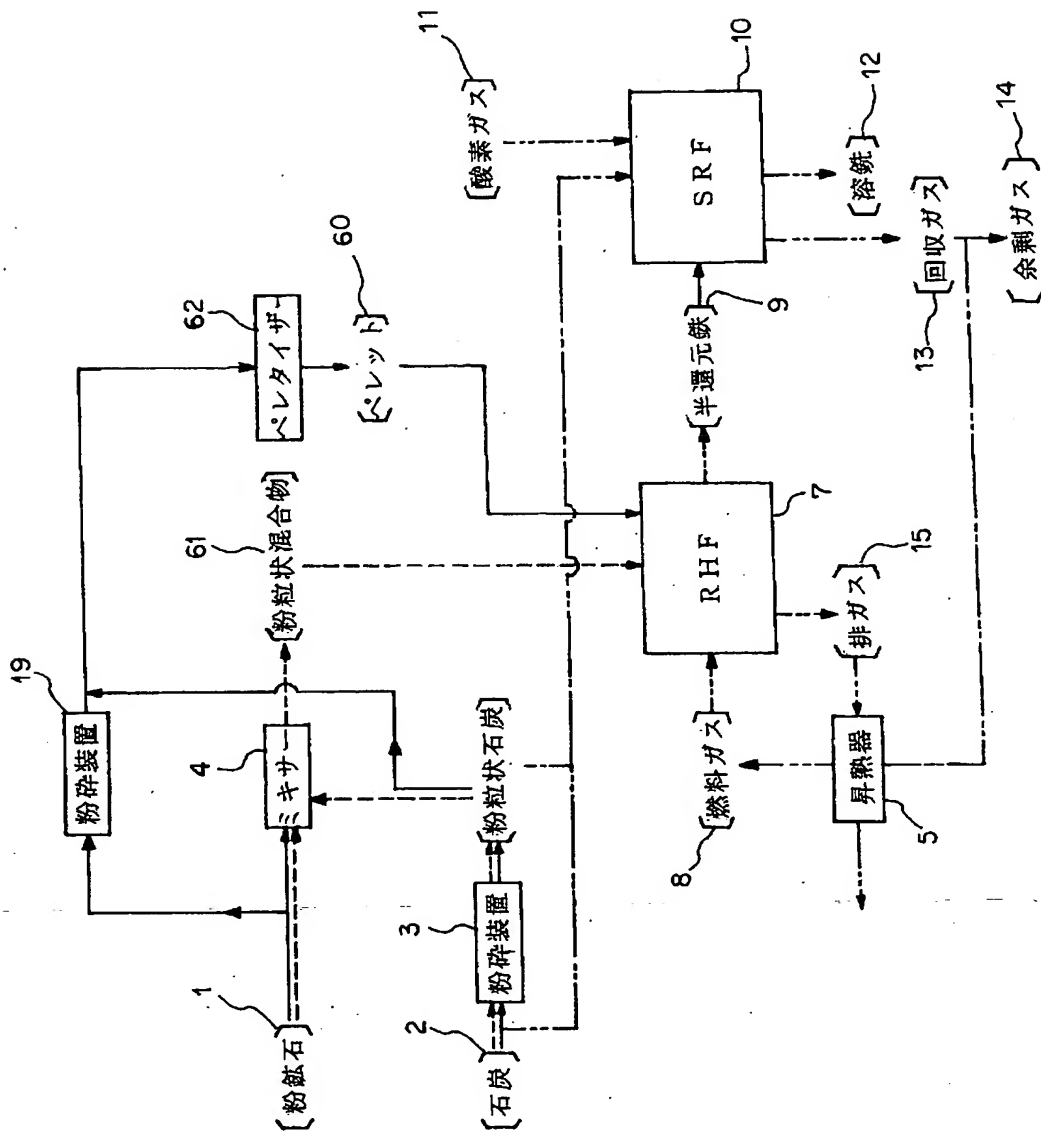 1
[粉鉱石]
2
[石炭]
3
粉砕装置
[粉粒状石炭]
4
ミキサー
19
粉砕装置
61
[粉粒状混合物]
62
ペレタイザー
60
[ペレット]
8
[燃料ガス]
5
昇熱器
15
[排ガス]
7
RHF
9
[半還元鉄]
10
SRF
11
[酸素ガス]
12
[溶銑]
13
[回収ガス]
14
[余剰ガス]